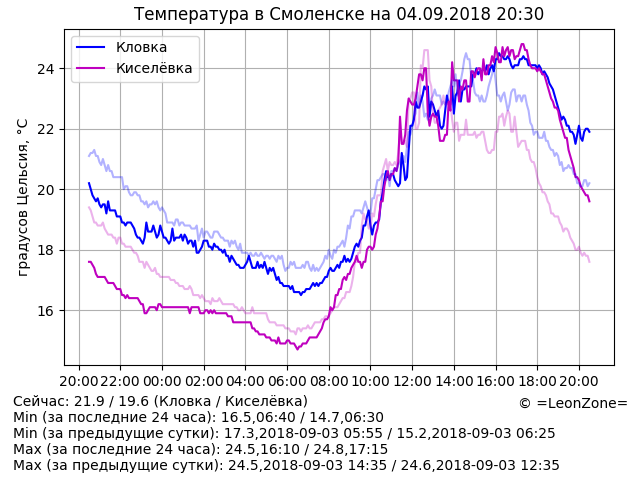 Температура в Смоленске на 04.09.2018 20:30
Кловка
Киселёвка
градусов Цельсия, °C
24
22
20
18
16
20:00 22:00 00:00 02:00 04:00 06:00 08:00 10:00 12:00 14:00 16:00 18:00 20:00
Сейчас: 21.9 / 19.6 (Кловка / Киселёвка)
© =LeonZone=
Min (за последние 24 часа): 16.5,06:40 / 14.7,06:30
Min (за предыдущие сутки): 17.3,2018-09-03 05:55 / 15.2,2018-09-03 06:25
Max (за последние 24 часа): 24.5,16:10 / 24.8,17:15
Max (за предыдущие сутки): 24.5,2018-09-03 14:35 / 24.6,2018-09-03 12:35